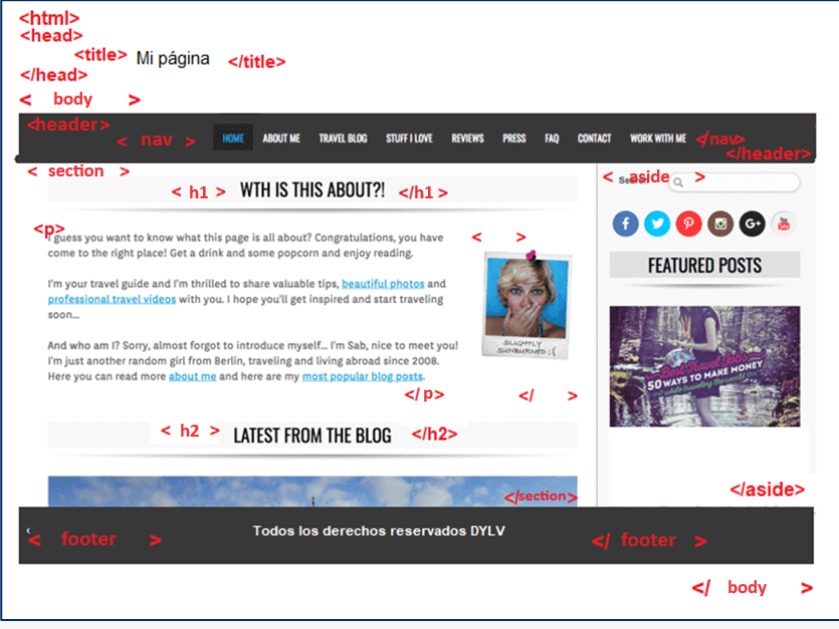 <html>
<head>
<title> Mi página </title>
</head>
< body >
<header>
< nav > HOME ABOUT ME TRAVEL BLOG STUFF I LOVE REVIEWS PRESS FAQ CONTACT WORK WITH ME </nav>
</header>
< section >
< h1 > WTH IS THIS ABOUT?! </h1 >
<p>
I guess you want to know what this page is all about? Congratulations, you have
come to the right place! Get a drink and some popcorn and enjoy reading.
I'm your travel guide and I'm thrilled to share valuable tips, beautiful photos and
professional travel videos with you. I hope you'll get inspired and start traveling
soon...
And who am I? Sorry, almost forgot to introduce myself... I'm Sab, nice to meet you!
I'm just another random girl from Berlin, traveling and living abroad since 2008.
Here you can read more about me and here are my most popular blog posts.
</ p>
< >
SLIGHTLY
SUNBURNED :(
</ >
< h2 > LATEST FROM THE BLOG </h2>
</section>
< aside >
FEATURED POSTS
Best Travel Jobs
50 WAYS TO MAKE MONEY
while traveling the world
</aside>
< footer > Todos los derechos reservados DYLV </ footer >
</ body >